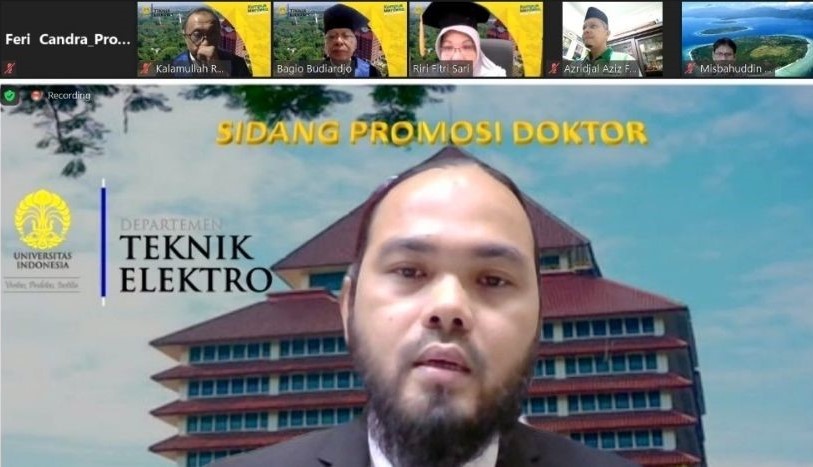 Feri Candra_Pro...
TEKNIK
Kalamullah R...
Bagio Budiardjo
Riri Fitri Sari
Azridjal Aziz F...
Misbahuddin ...
Recording
SIDANG PROMOSI DOKTOR
UNIVERSITAS
INDONESIA
Veritas, Probitas, Iustitia
DEPARTEMEN
TEKNIK
ELEKTRO